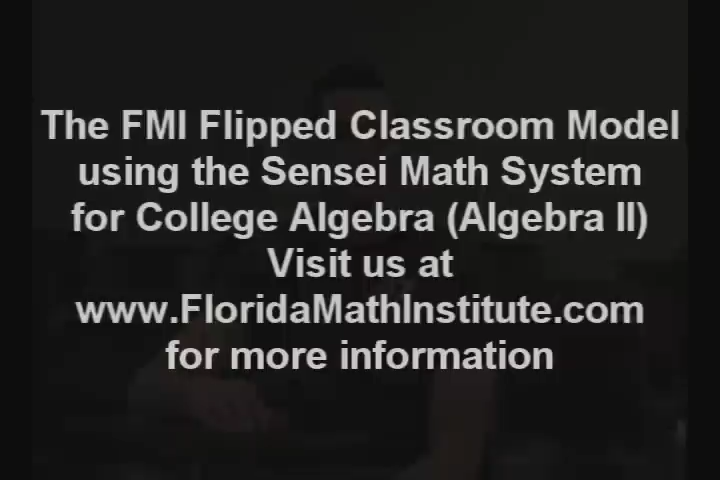 The FMI Flipped Classroom Model
using the Sensei Math System
for College Algebra (Algebra II)
Visit us at
www.FloridaMathInstitute.com
for more information